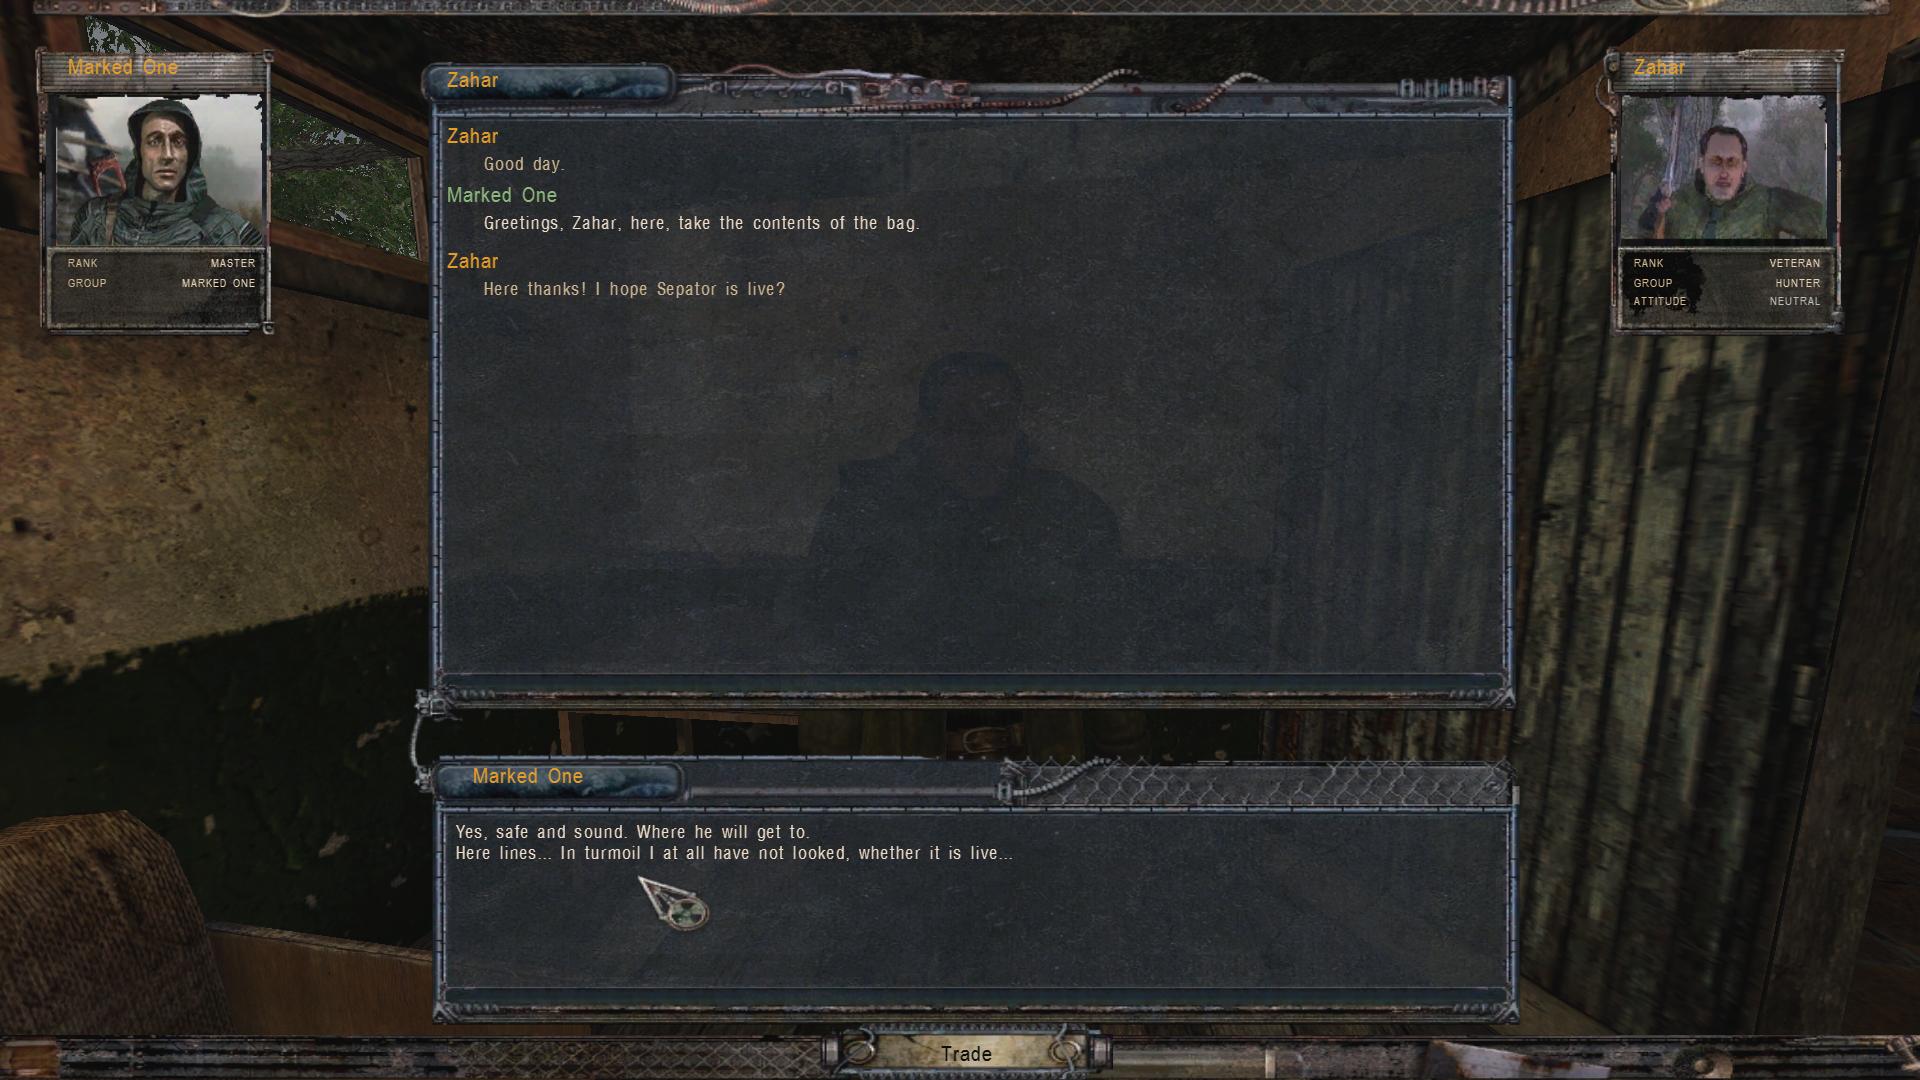 Marked One
RANK MASTER
GROUP MARKED ONE
Zahar
Zahar
Good day.
Marked One
Greetings, Zahar, here, take the contents of the bag.
Zahar
Here thanks! I hope Sepator is live?
Zahar
RANK VETERAN
GROUP HUNTER
ATTITUDE NEUTRAL
Marked One
Yes, safe and sound. Where he will get to.
Here lines... In turmoil I at all have not looked, whether it is live...
Trade